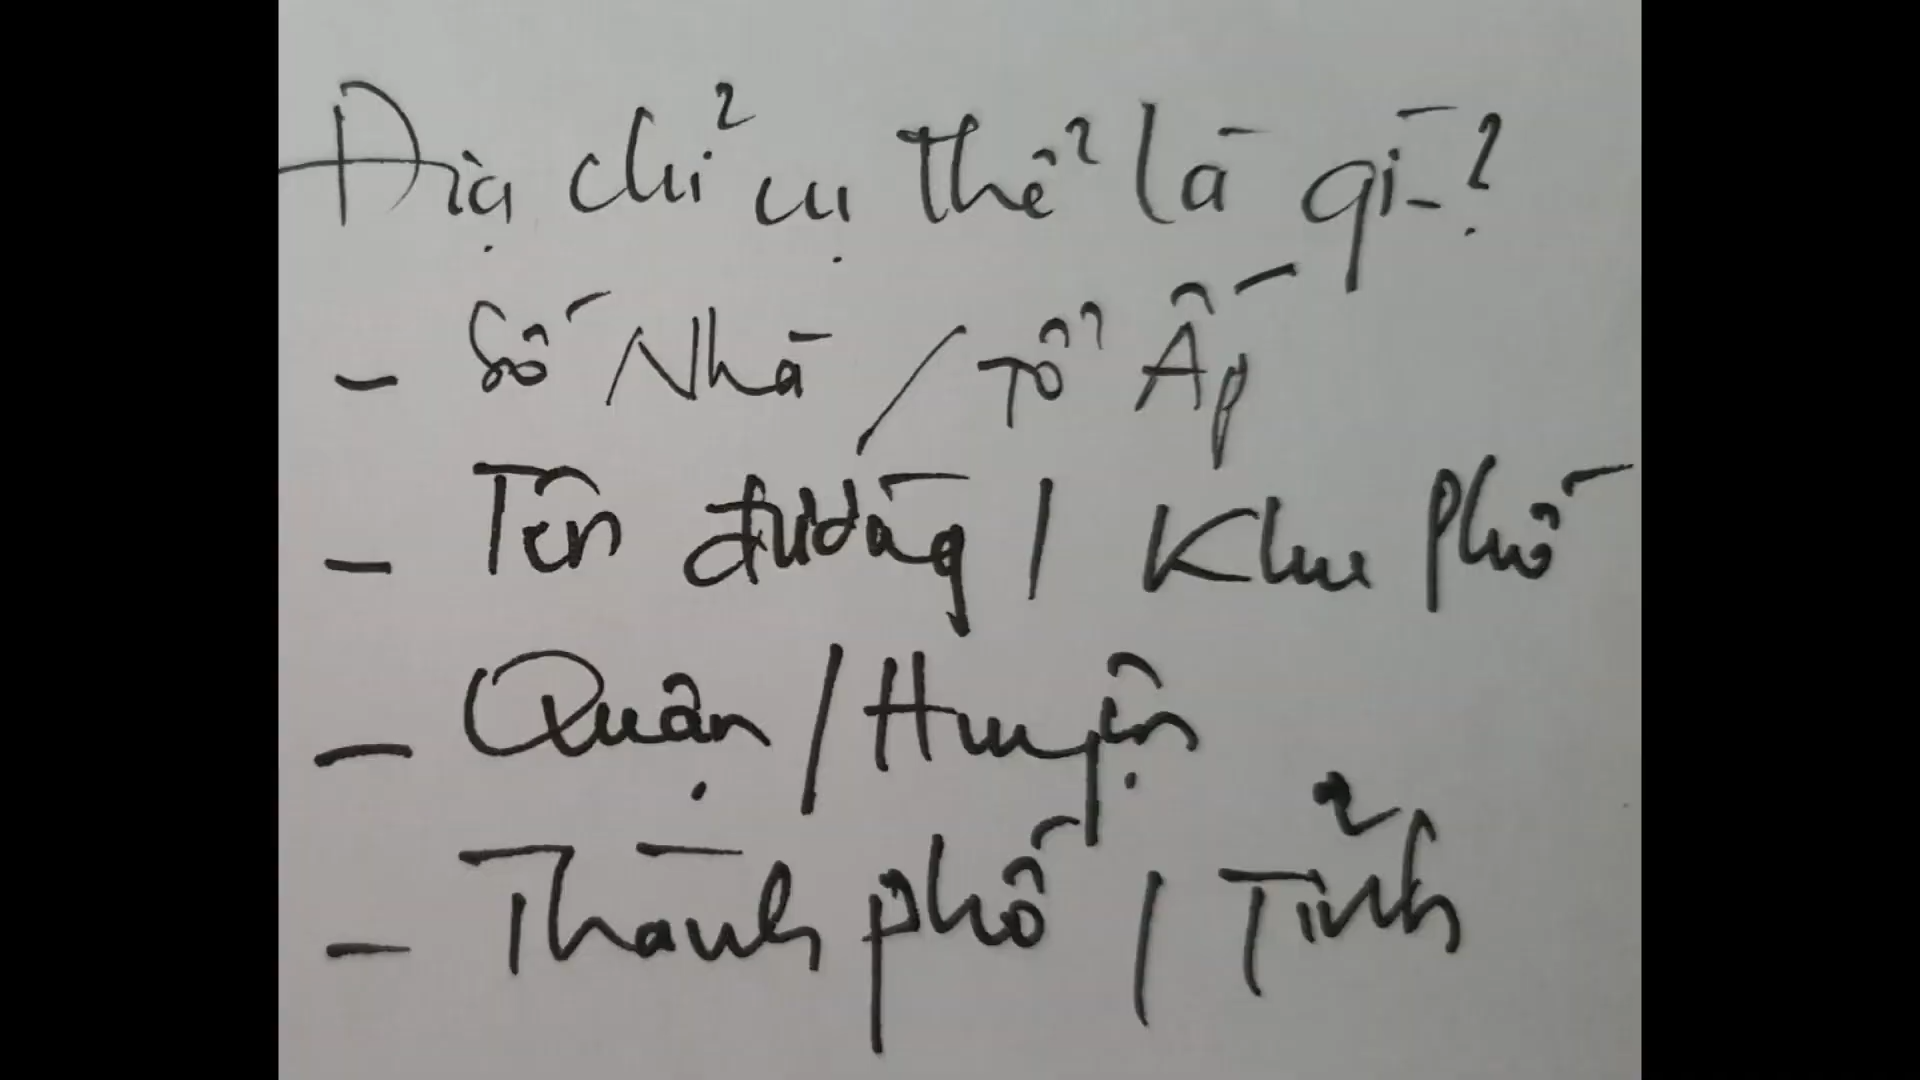 Địa chỉ cụ thể là gì?
- Số Nhà / Tổ Ấp
- Tên đường / Khu phố
- Quận / Huyện
- Thành phố / Tỉnh